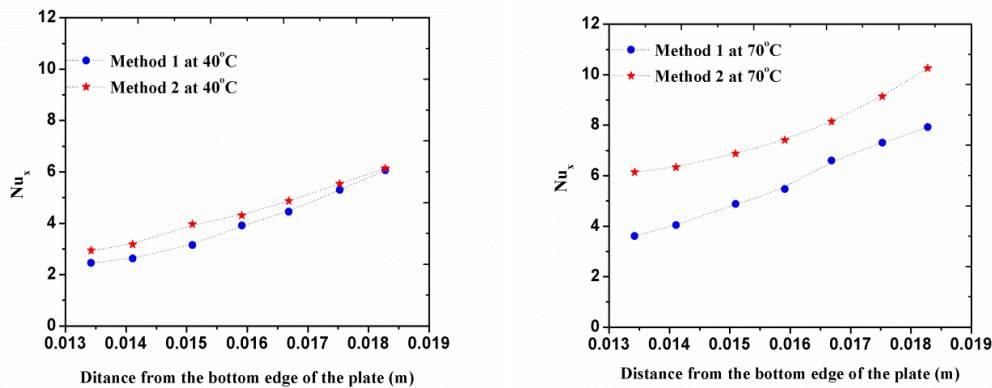 12
10
8
6
4
2
0
Nux
Method 1 at 40°C
Method 2 at 40°C
0.013 0.014 0.015 0.016 0.017 0.018 0.019
Ditance from the bottom edge of the plate (m)
12
10
8
6
4
2
0
Nux
Method 1 at 70°C
Method 2 at 70°C
0.013 0.014 0.015 0.016 0.017 0.018 0.019
Distance from the bottom edge of the plate (m)